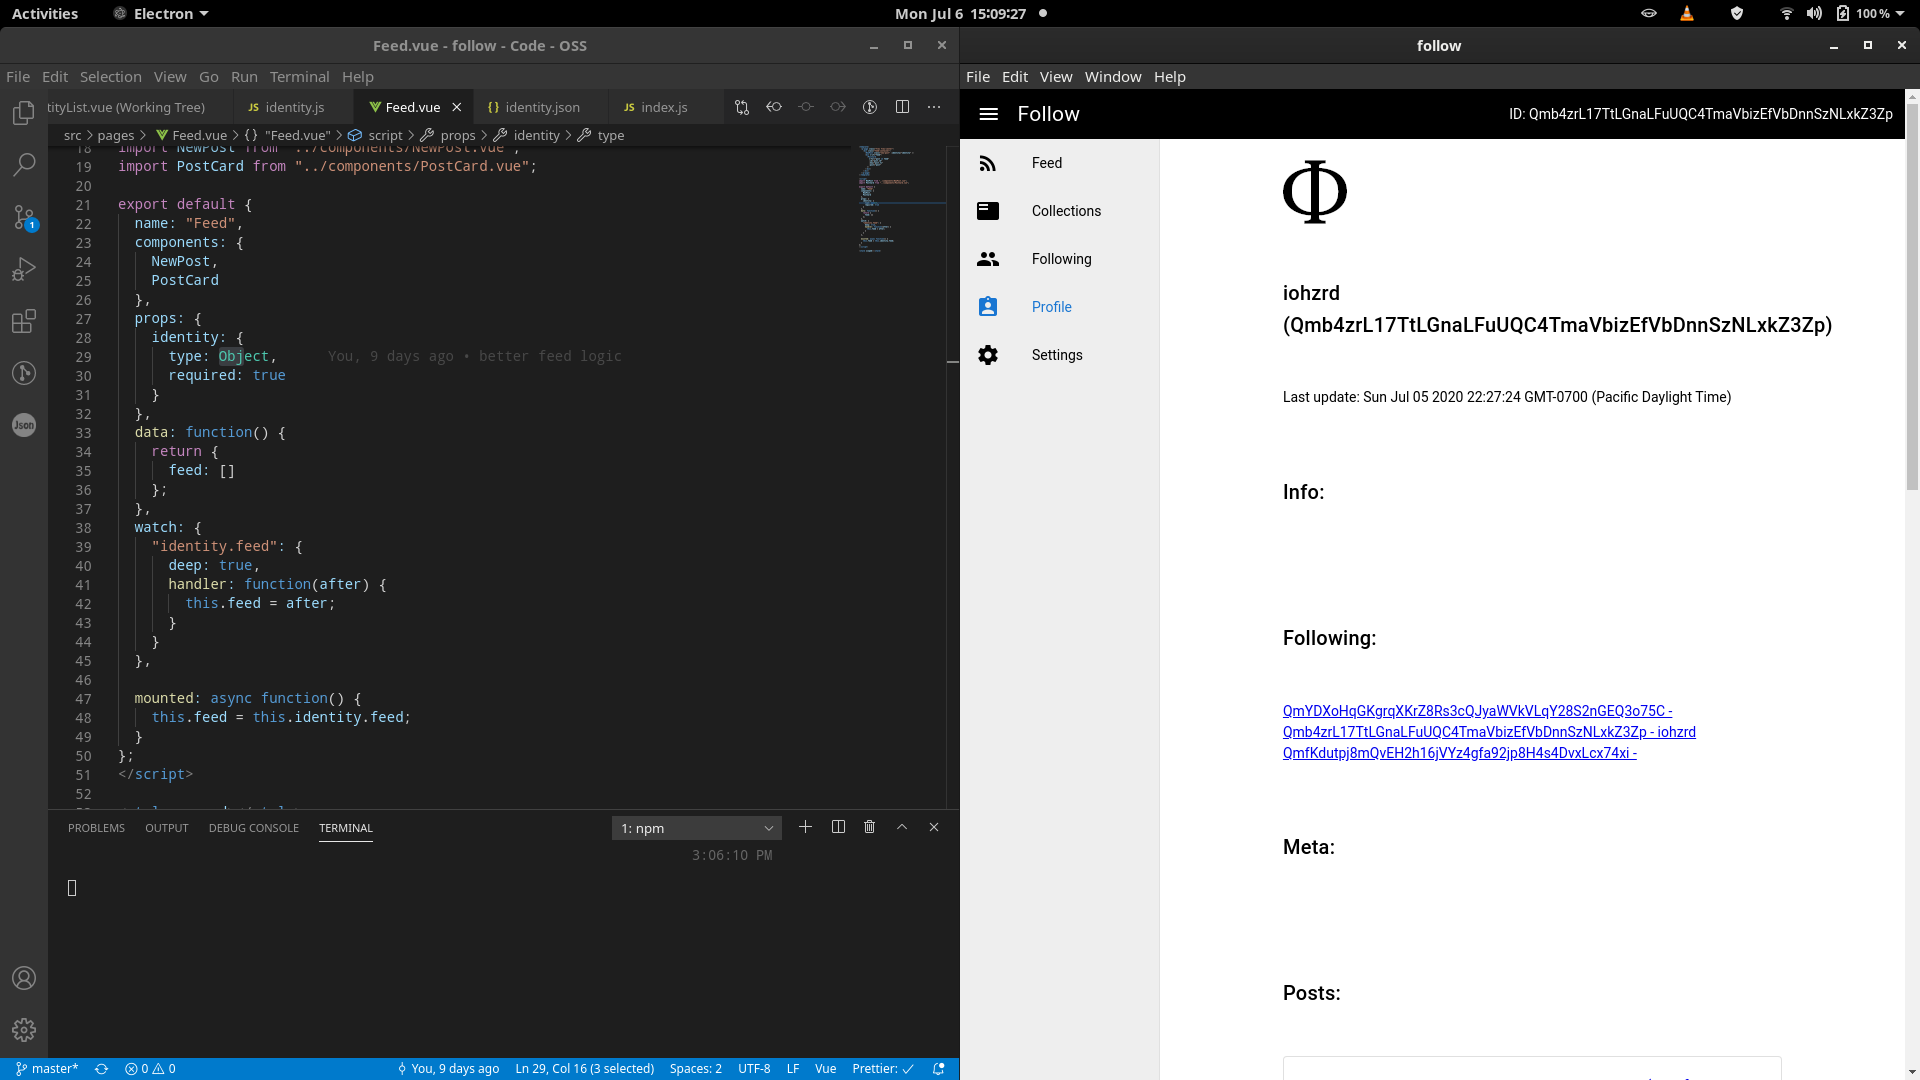 Activities
Electron
Mon Jul 6 15:09:27
100 %
Feed.vue - follow - Code - OSS
File Edit Selection View Go Run Terminal Help
tityList.vue (Working Tree)
JS identity.js
Feed.vue
{} identity.json
JS index.js
src > pages > Feed.vue > {} "Feed.vue" > script > props > identity > type
18 import NewPost from "../components/NewPost.vue";
19 import PostCard from "../components/PostCard.vue";
20
21 export default {
22 name: "Feed",
23 components: {
24 NewPost,
25 PostCard
26 },
27 props: {
28 identity: {
29 type: Object, You, 9 days ago • better feed logic
30 required: true
31 }
32 },
33 data: function() {
34 return {
35 feed: []
36 };
37 },
38 watch: {
39 "identity.feed": {
40 deep: true,
41 handler: function(after) {
42 this.feed = after;
43 }
44 }
45 },
46
47 mounted: async function() {
48 this.feed = this.identity.feed;
49 }
50 };
51 </script>
52
1
Json
PROBLEMS OUTPUT DEBUG CONSOLE TERMINAL
1: npm
3:06:10 PM
master* 0 0 You, 9 days ago Ln 29, Col 16 (3 selected) Spaces: 2 UTF-8 LF Vue Prettier: ✓
follow
File Edit View Window Help
Follow
ID: Qmb4zrL17TtLGnaLFuUQC4TmaVbizEfVbDnnSzNLxkZ3Zp
Feed
Collections
Following
Profile
Settings
Φ
iohzrd
(Qmb4zrL17TtLGnaLFuUQC4TmaVbizEfVbDnnSzNLxkZ3Zp)
Last update: Sun Jul 05 2020 22:27:24 GMT-0700 (Pacific Daylight Time)
Info:
Following:
QmYDXoHqGKgrqXKrZ8Rs3cQJyaWVkVLqY28S2nGEQ3o75C -
Qmb4zrL17TtLGnaLFuUQC4TmaVbizEfVbDnnSzNLxkZ3Zp - iohzrd
QmfKdutpj8mQvEH2h16jVYz4gfa92jp8H4s4DvxLcx74xi -
Meta:
Posts: